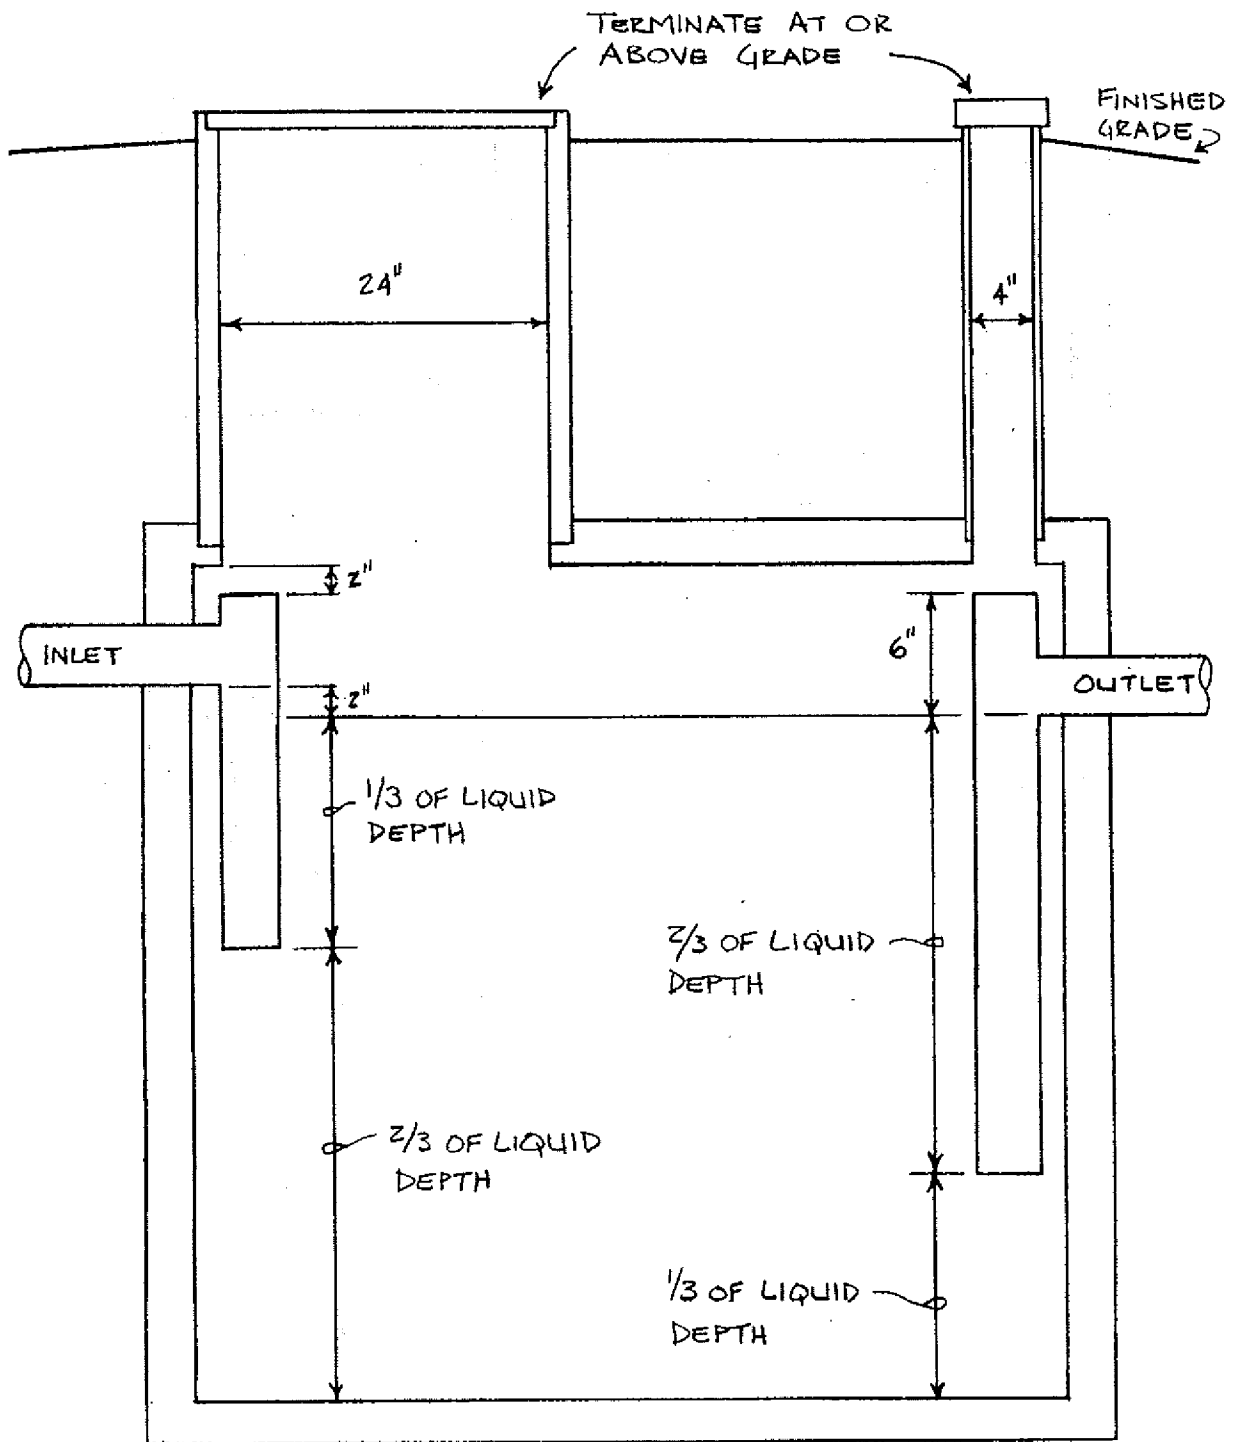 TERMINATE AT OR
ABOVE GRADE
FINISHED
GRADE
24"
4"
2"
6"
INLET
2"
OUTLET
1/3 OF LIQUID
DEPTH
2/3 OF LIQUID
DEPTH
2/3 OF LIQUID
DEPTH
1/3 OF LIQUID
DEPTH